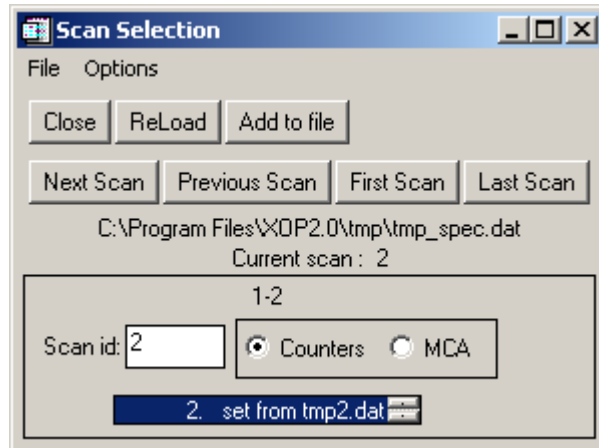 Scan Selection
File Options
Close ReLoad Add to file
Next Scan Previous Scan First Scan Last Scan
C:\Program Files\XOP2.0\tmp\tmp_spec.dat
Current scan : 2
1-2
Scan id: 2 Counters MCA
2. set from tmp2.dat